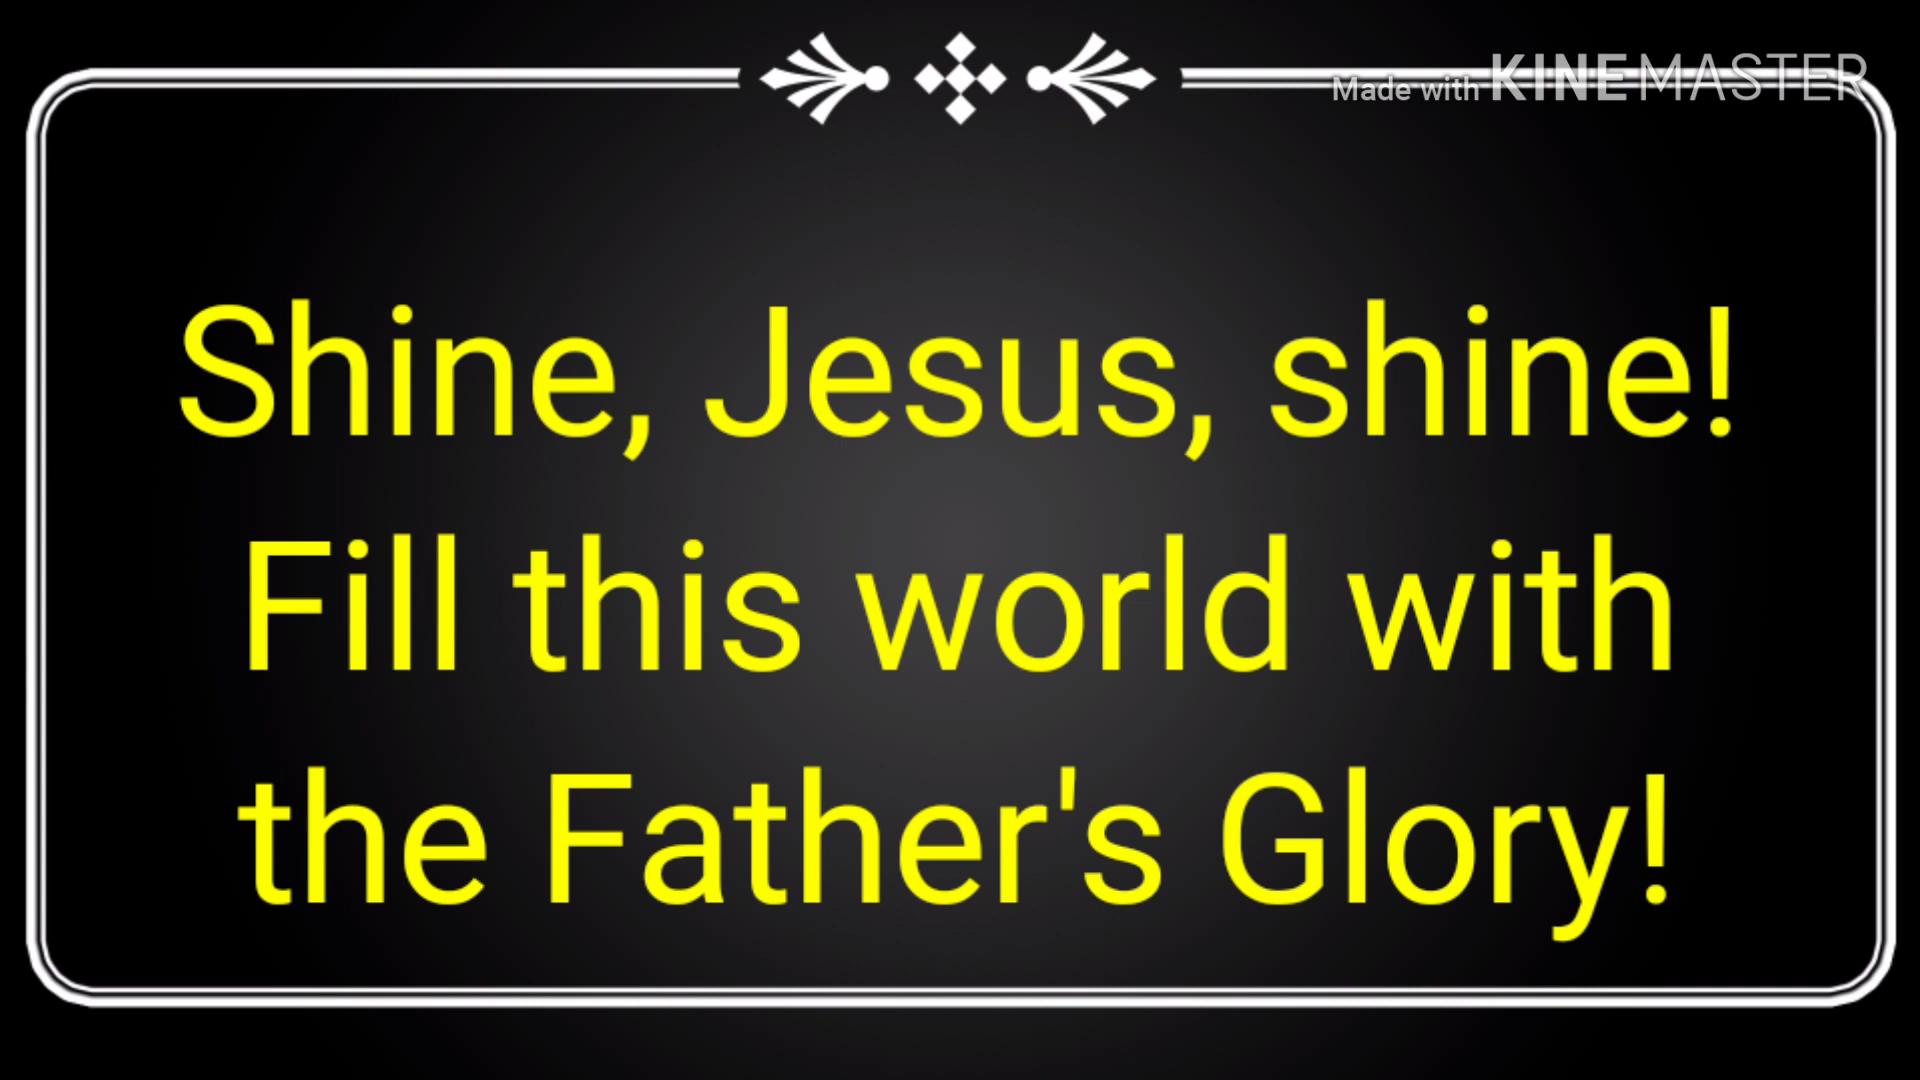 Made with KINEMASTER
Shine, Jesus, shine!
Fill this world with
the Father's Glory!